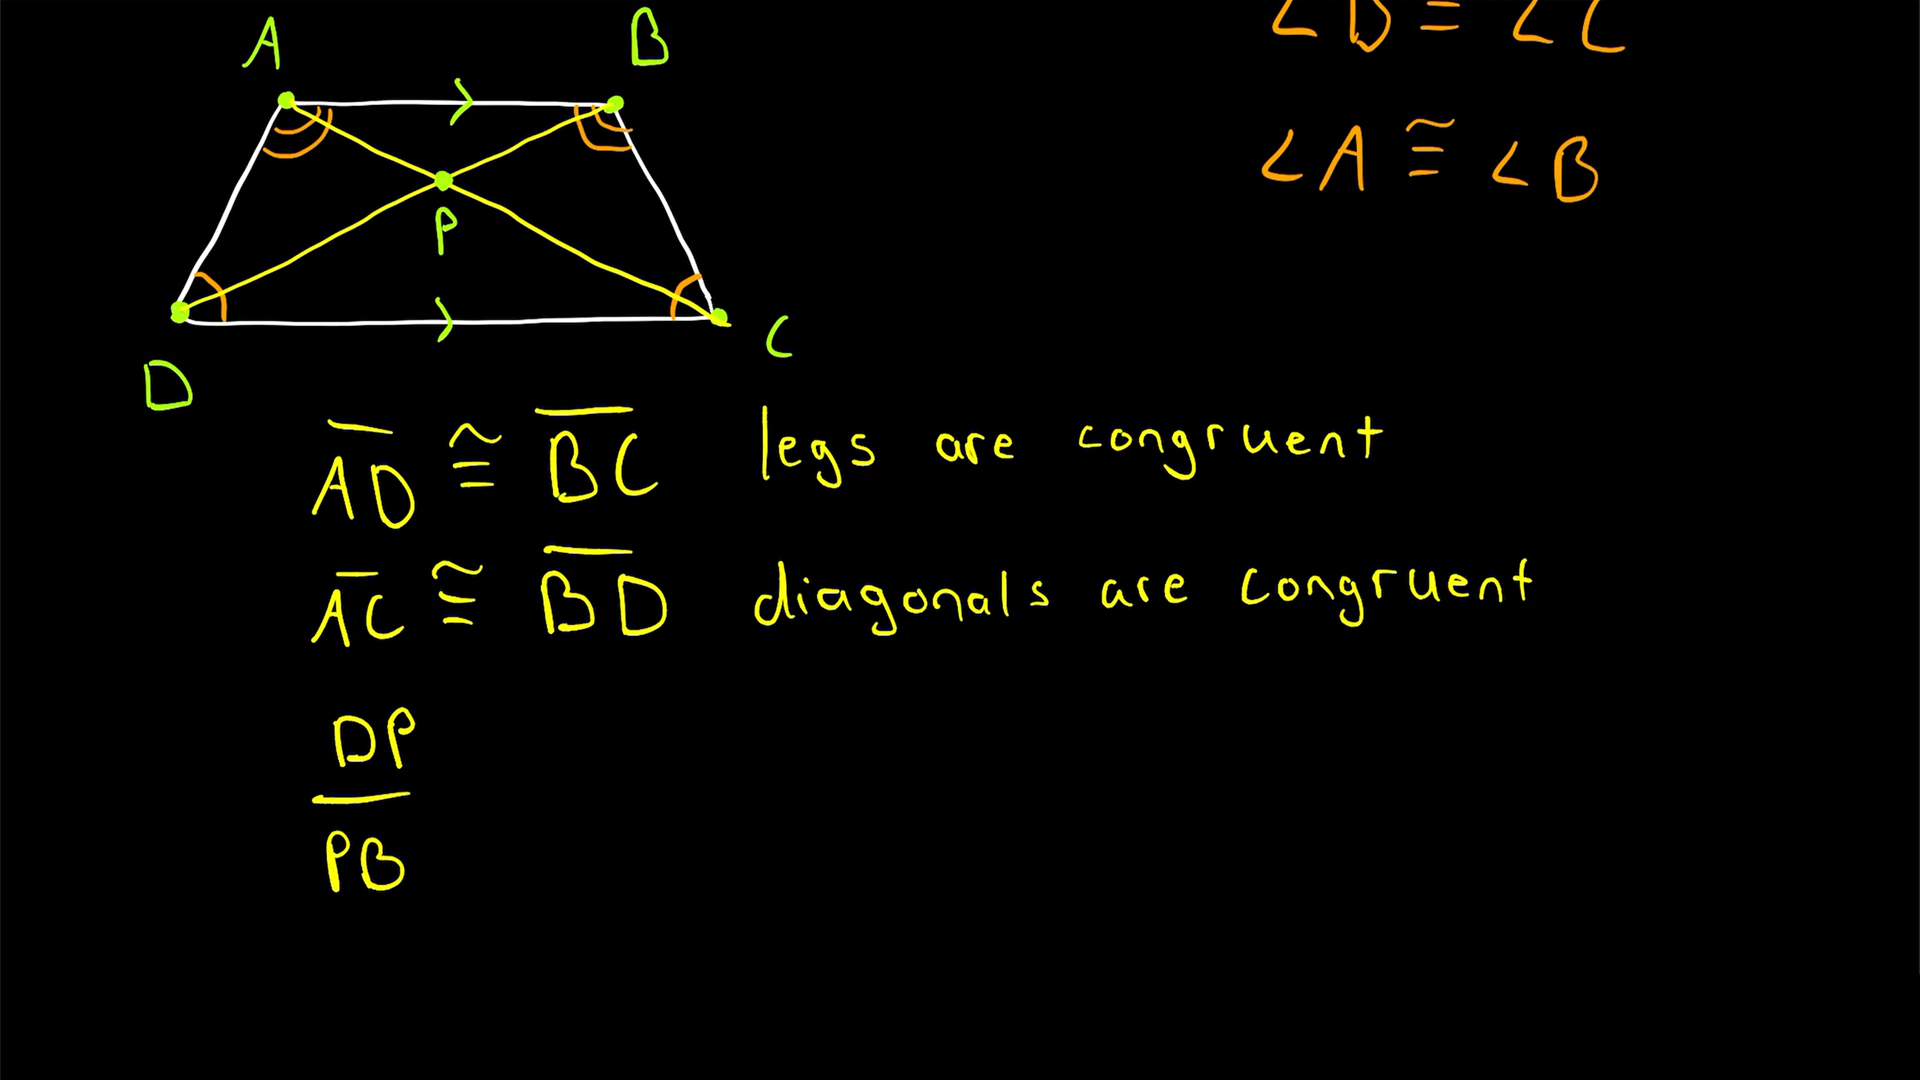 A B
∠D ≅ ∠C
∠A ≅ ∠B
P
D C
AD ≅ BC legs are congruent
AC ≅ BD diagonals are congruent
DP
PB